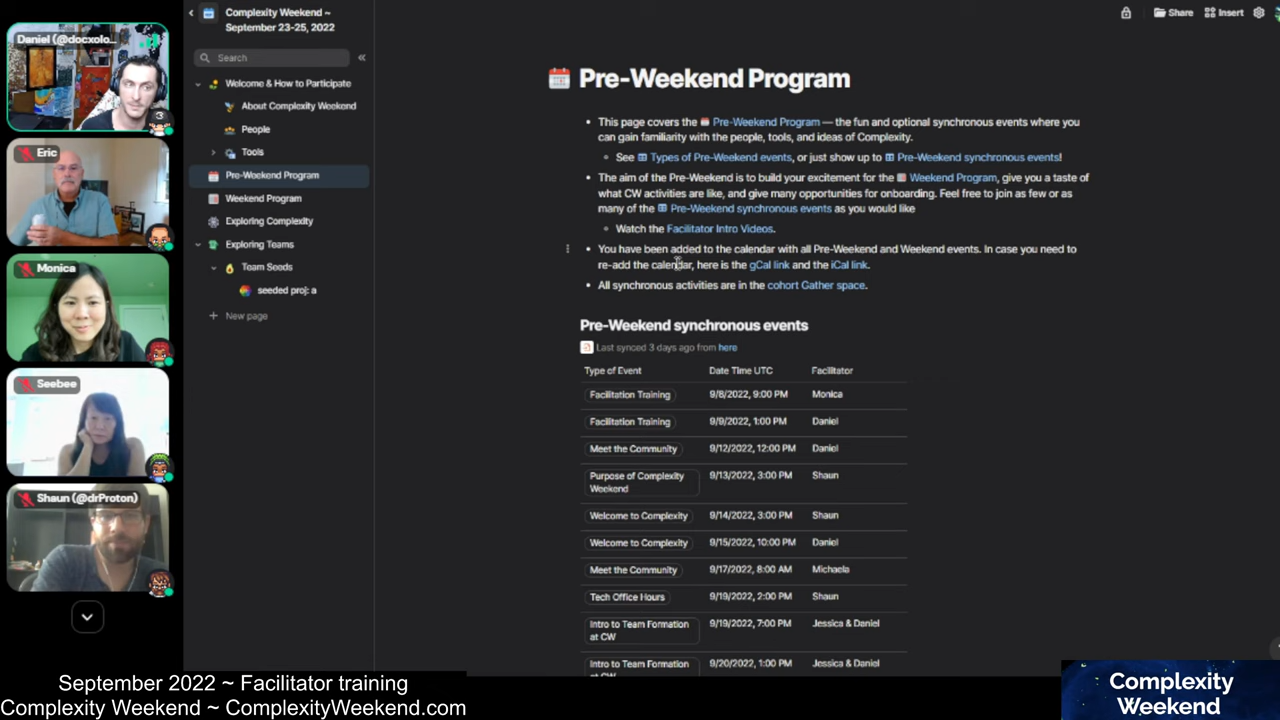 Daniel (@docxolo...
Eric
Monica
Seebee
Shaun (@drProton)
Complexity Weekend ~
September 23-25, 2022
Search
Welcome & How to Participate
About Complexity Weekend
People
Tools
Pre-Weekend Program
Weekend Program
Exploring Complexity
Exploring Teams
Team Seeds
seeded proj: a
New page
Share
Insert
Pre-Weekend Program
This page covers the Pre-Weekend Program — the fun and optional synchronous events where you
can gain familiarity with the people, tools, and ideas of Complexity.
See Types of Pre-Weekend events, or just show up to Pre-Weekend synchronous events!
The aim of the Pre-Weekend is to build your excitement for the Weekend Program, give you a taste of
what CW activities are like, and give many opportunities for onboarding. Feel free to join as few or as
many of the Pre-Weekend synchronous events as you would like
Watch the Facilitator Intro Videos.
You have been added to the calendar with all Pre-Weekend and Weekend events. In case you need to
re-add the calendar, here is the gCal link and the iCal link.
All synchronous activities are in the cohort Gather space.
Pre-Weekend synchronous events
Last synced 3 days ago from here
Type of Event Date Time UTC Facilitator
Facilitation Training 9/8/2022, 9:00 PM Monica
Facilitation Training 9/9/2022, 1:00 PM Daniel
Meet the Community 9/12/2022, 12:00 PM Daniel
Purpose of Complexity 9/13/2022, 3:00 PM Shaun
Weekend
Welcome to Complexity 9/14/2022, 3:00 PM Shaun
Welcome to Complexity 9/15/2022, 10:00 PM Daniel
Meet the Community 9/17/2022, 8:00 AM Michaela
Tech Office Hours 9/19/2022, 2:00 PM Shaun
Intro to Team Formation 9/19/2022, 7:00 PM Jessica & Daniel
at CW
Intro to Team Formation 9/20/2022, 1:00 PM Jessica & Daniel
September 2022 ~ Facilitator training
Complexity Weekend ~ ComplexityWeekend.com
Complexity
Weekend